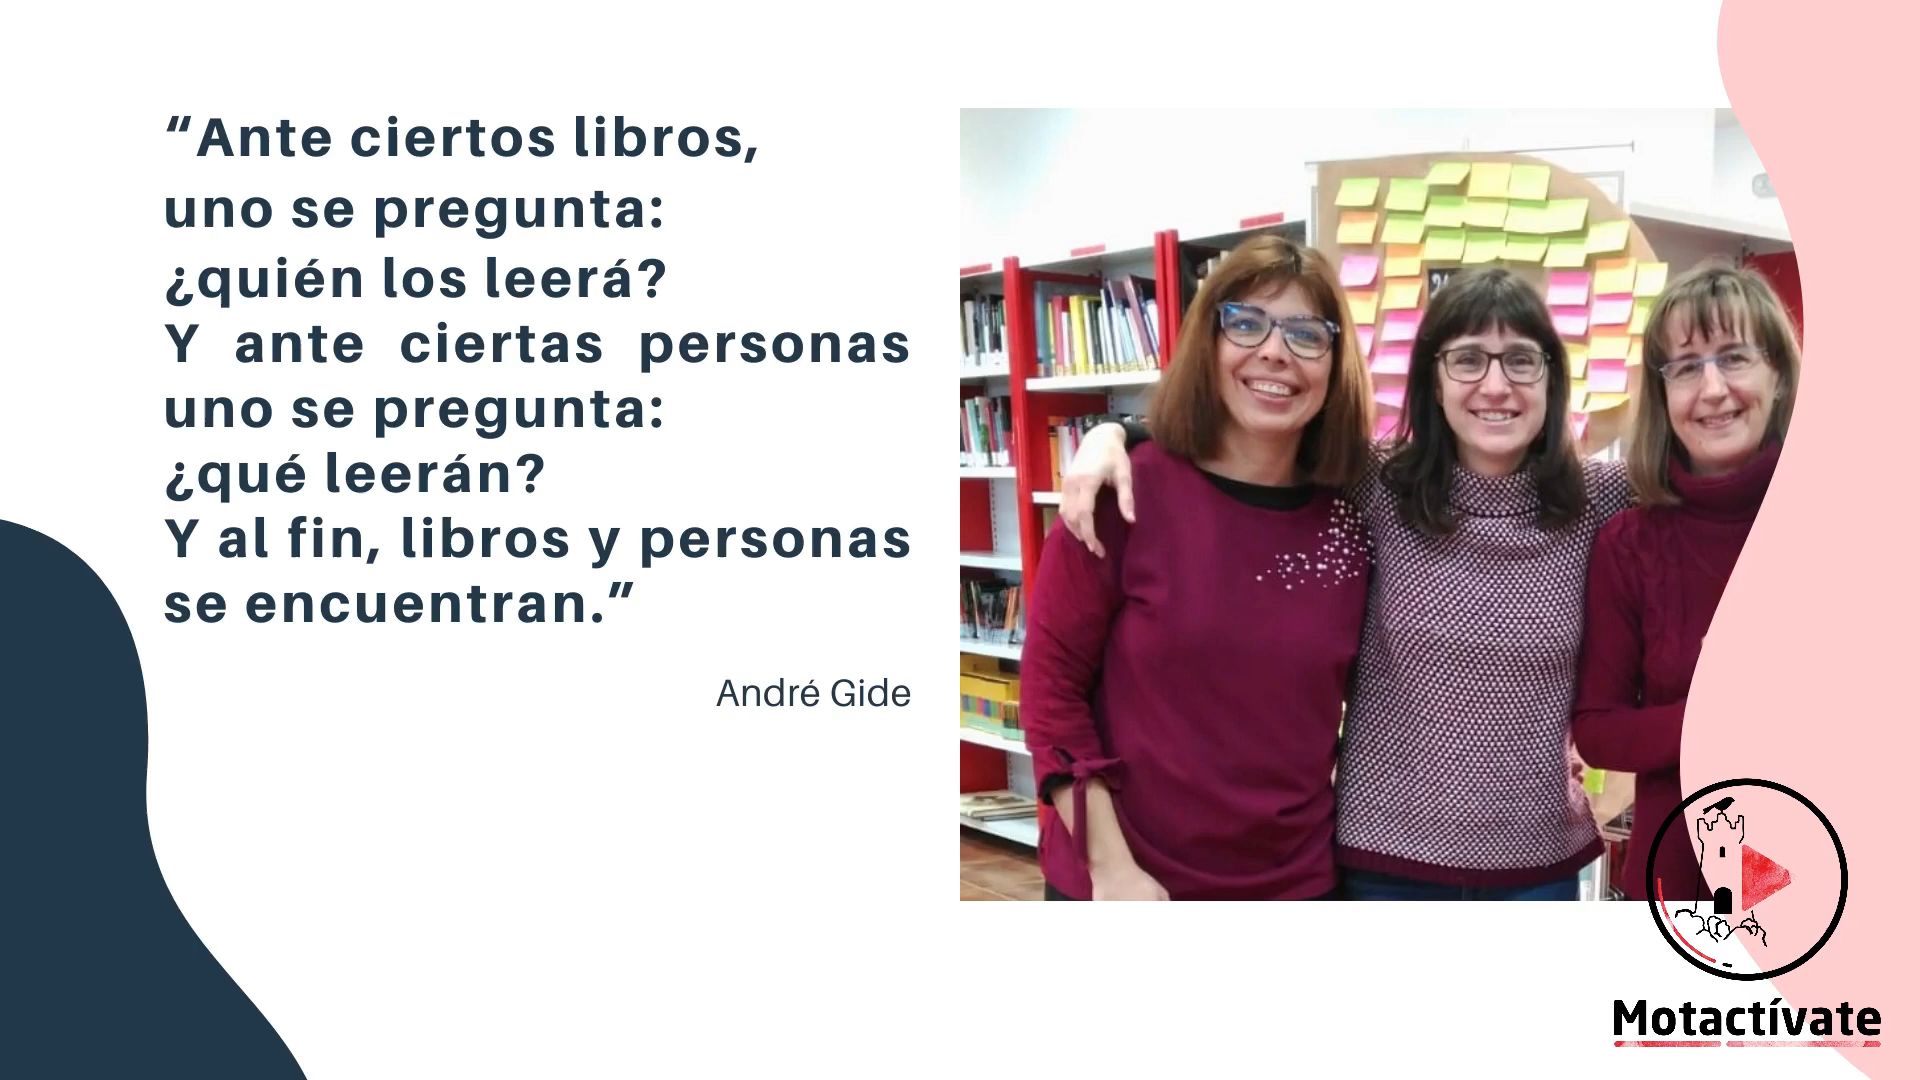 “Ante ciertos libros,
uno se pregunta:
¿quién los leerá?
Y ante ciertas personas
uno se pregunta:
¿qué leerán?
Y al fin, libros y personas
se encuentran.”
André Gide
Motactívate